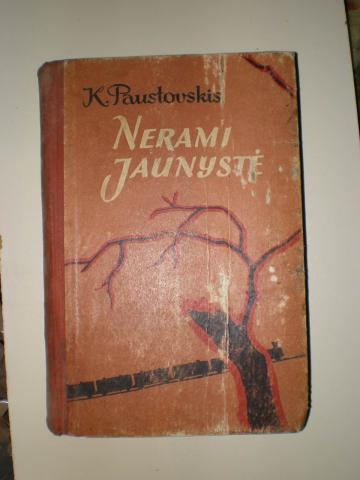 K. Paustovskis
NERAMI
JAUNYSTĖ